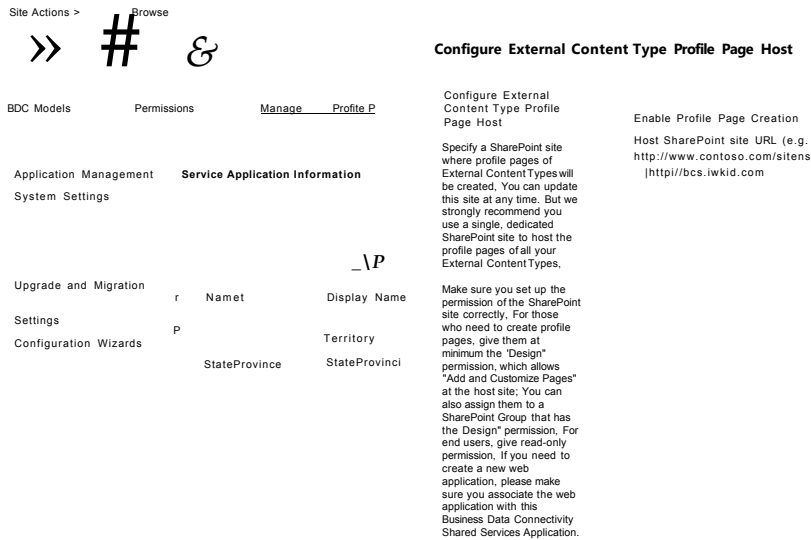 Site Actions > Browse
» # &
BDC Models Permissions Manage Profite P
Application Management Service Application Information
System Settings
_\P
Upgrade and Migration
r Namet Display Name
Settings
P Territory
Configuration Wizards
StateProvince StateProvinci
Configure External Content Type Profile Page Host
Configure External
Content Type Profile
Page Host
Specify a SharePoint site
where profile pages of
External Content Types will
be created, You can update
this site at any time. But we
strongly recommend you
use a single, dedicated
SharePoint site to host the
profile pages of all your
External Content Types,
Make sure you set up the
permission of the SharePoint
site correctly, For those
who need to create profile
pages, give them at
minimum the 'Design"
permission, which allows
"Add and Customize Pages"
at the host site; You can
also assign them to a
SharePoint Group that has
the Design" permission, For
end users, give read-only
permission, If you need to
create a new web
application, please make
sure you associate the web
application with this
Business Data Connectivity
Shared Services Application.
Enable Profile Page Creation
Host SharePoint site URL (e.g.
http://www.contoso.com/sitens
|httpi//bcs.iwkid.com